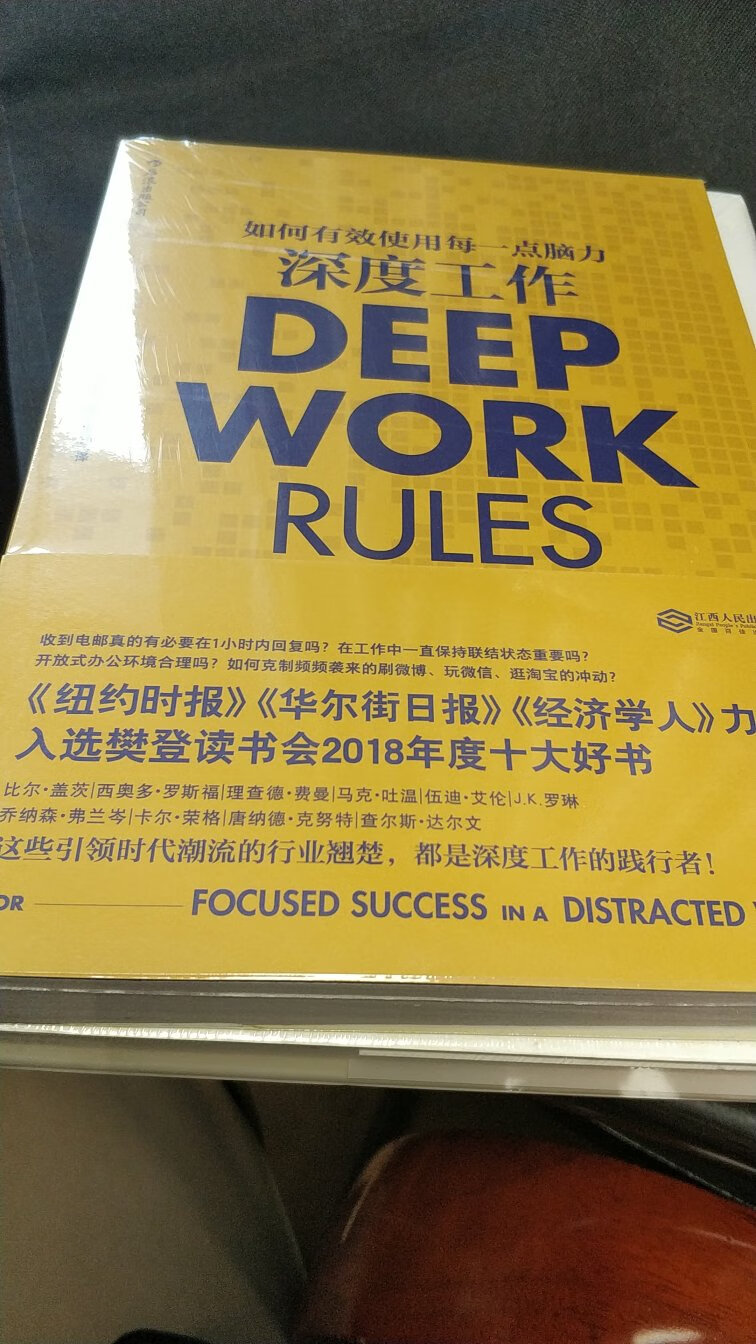 如何有效使用每一点脑力
深度工作
DEEP
WORK
RULES
江西人民出
收到电邮真的有必要在1小时内回复吗？在工作中一直保持联结状态重要吗？
开放式办公环境合理吗？如何克制频频袭来的刷微博、玩微信、逛淘宝的冲动？
《纽约时报》《华尔街日报》《经济学人》力
入选樊登读书会2018年度十大好书
比尔·盖茨|西奥多·罗斯福|理查德·费曼|马克·吐温|伍迪·艾伦|J.K.罗琳
乔纳森·弗兰岑|卡尔·荣格|唐纳德·克努特|查尔斯·达尔文
这些引领时代潮流的行业翘楚，都是深度工作的践行者！
OR FOCUSED SUCCESS IN A DISTRACTED